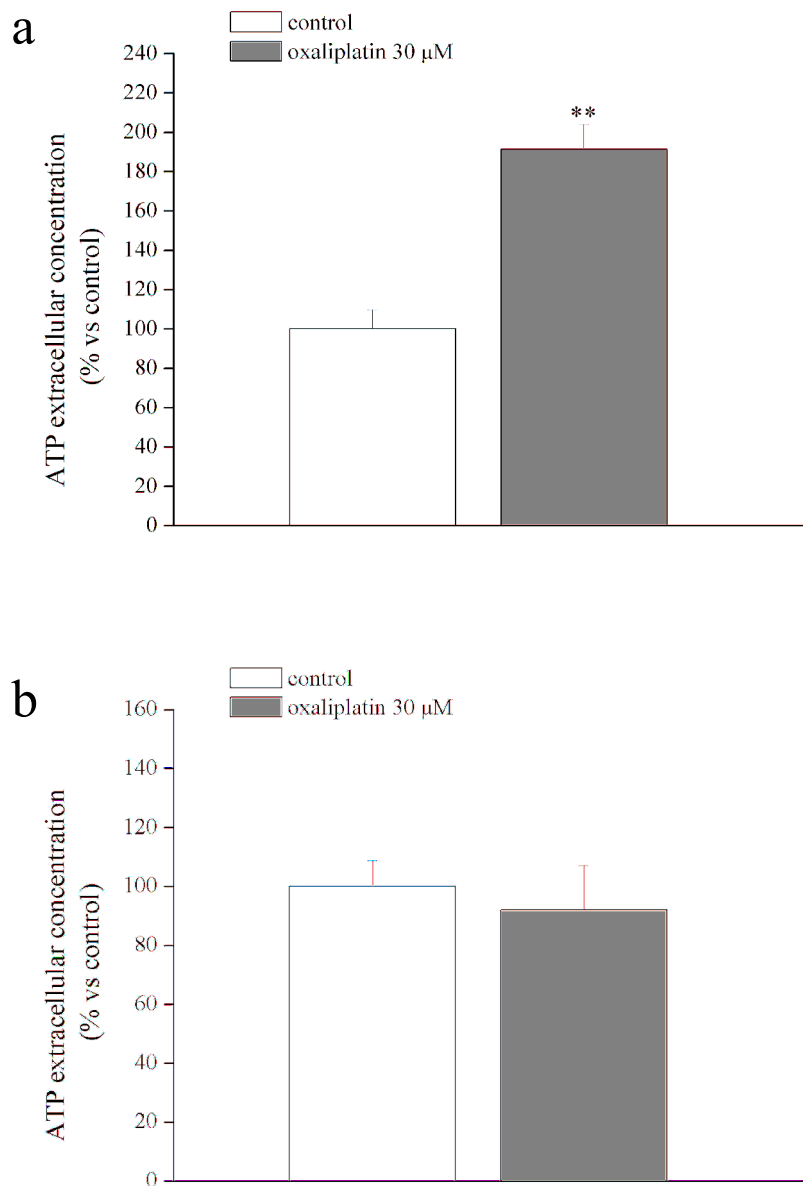 a
control
oxaliplatin 30 µM
240
220
200
180
160
140
120
100
80
60
40
20
0
**
ATP extracellular concentration
(% vs control)
b
control
oxaliplatin 30 µM
160
140
120
100
80
60
40
20
0
ATP extracellular concentration
(% vs control)